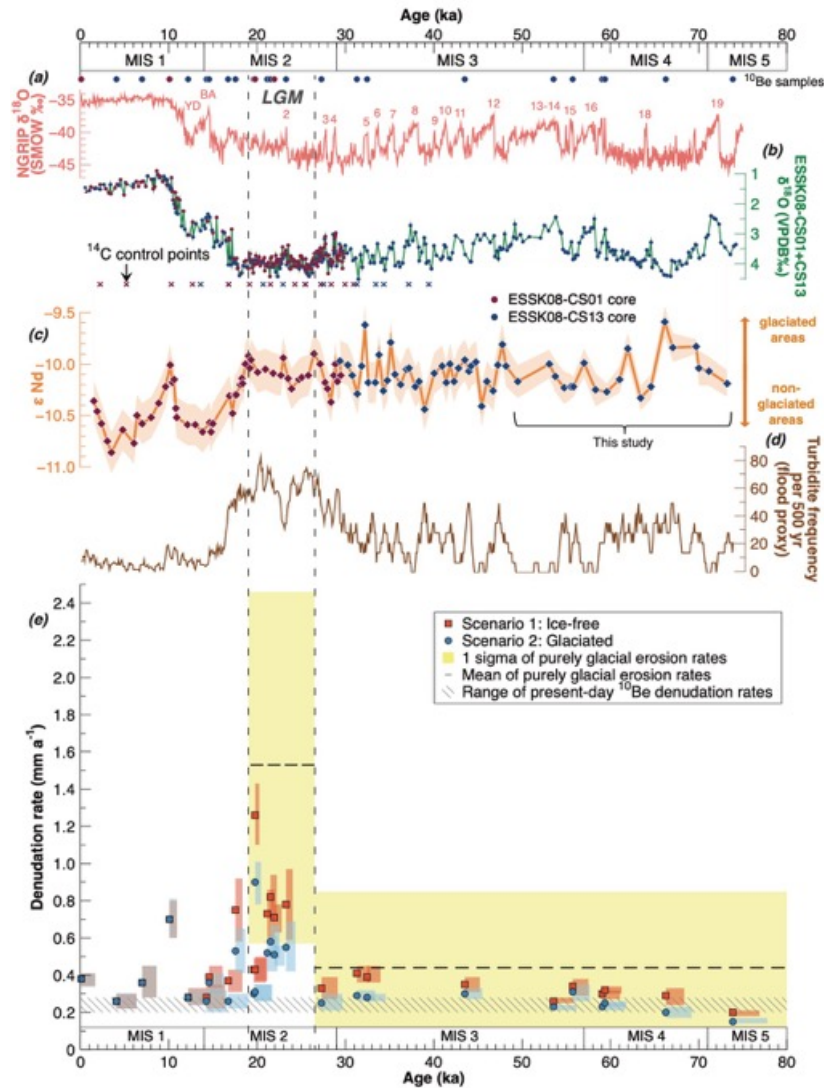 Age (ka)
0 10 20 30 40 50 60 70 80
MIS 1 MIS 2 MIS 3 MIS 4 MIS 5
(a)
10Be samples
LGM
NGRIP δ18O
(SMOW ‰)
−35
−40
−45
YD BA 2 3 4 5 6 7 8 9 10 11 12 13-14 15 16 18 19
(b)
ESSK08-CS01+CS13
δ18O (VPDB‰)
1
2
3
4
14C control points
ESSK08-CS01 core
ESSK08-CS13 core
(c)
ε Nd
−9.5
−10.0
−10.5
−11.0
glaciated
areas
non-
glaciated
areas
This study
(d)
Turbidite frequency
per 500 yr
(flood proxy)
80
60
40
20
0
(e)
Scenario 1: Ice-free
Scenario 2: Glaciated
1 sigma of purely glacial erosion rates
Mean of purely glacial erosion rates
Range of present-day 10Be denudation rates
Denudation rate (mm a-1)
2.4
2.2
2.0
1.8
1.6
1.4
1.2
1.0
0.8
0.6
0.4
0.2
0
MIS 1 MIS 2 MIS 3 MIS 4 MIS 5
0 10 20 30 40 50 60 70 80
Age (ka)